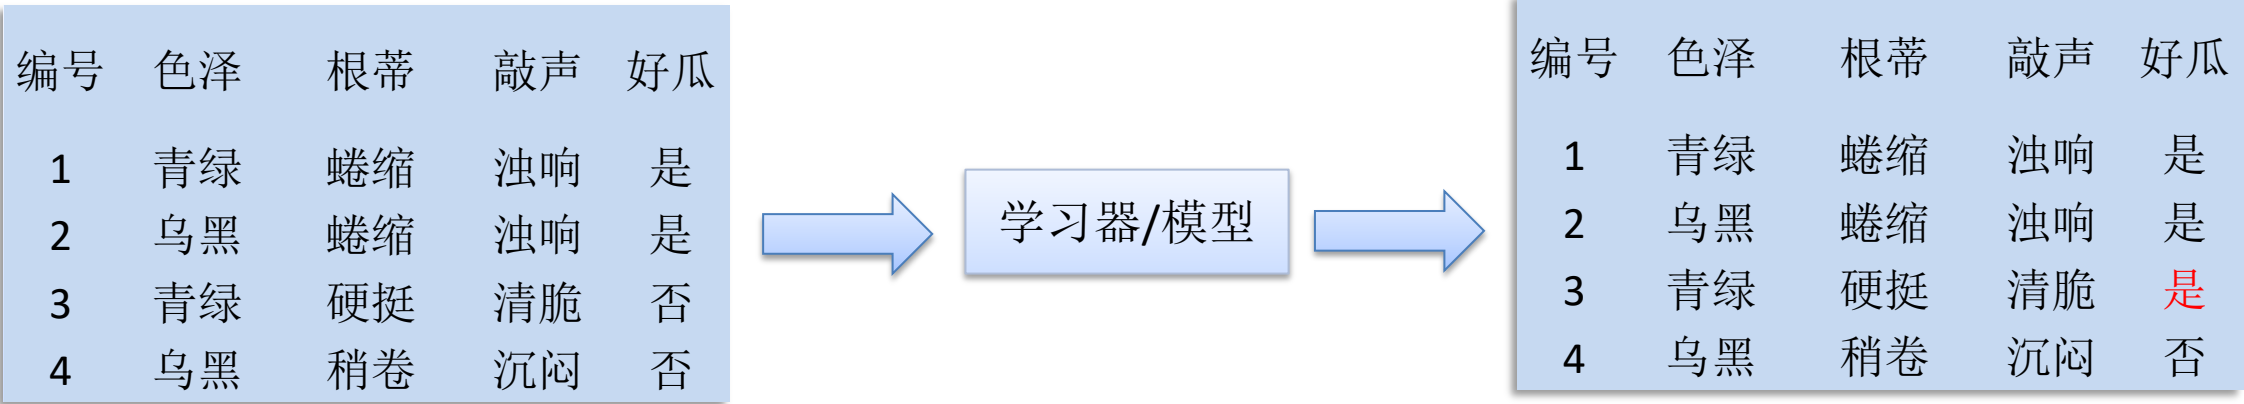 编号 色泽 根蒂 敲声 好瓜
1 青绿 蜷缩 浊响 是
2 乌黑 蜷缩 浊响 是
3 青绿 硬挺 清脆 否
4 乌黑 稍卷 沉闷 否
学习器/模型
编号 色泽 根蒂 敲声 好瓜
1 青绿 蜷缩 浊响 是
2 乌黑 蜷缩 浊响 是
3 青绿 硬挺 清脆 是
4 乌黑 稍卷 沉闷 否